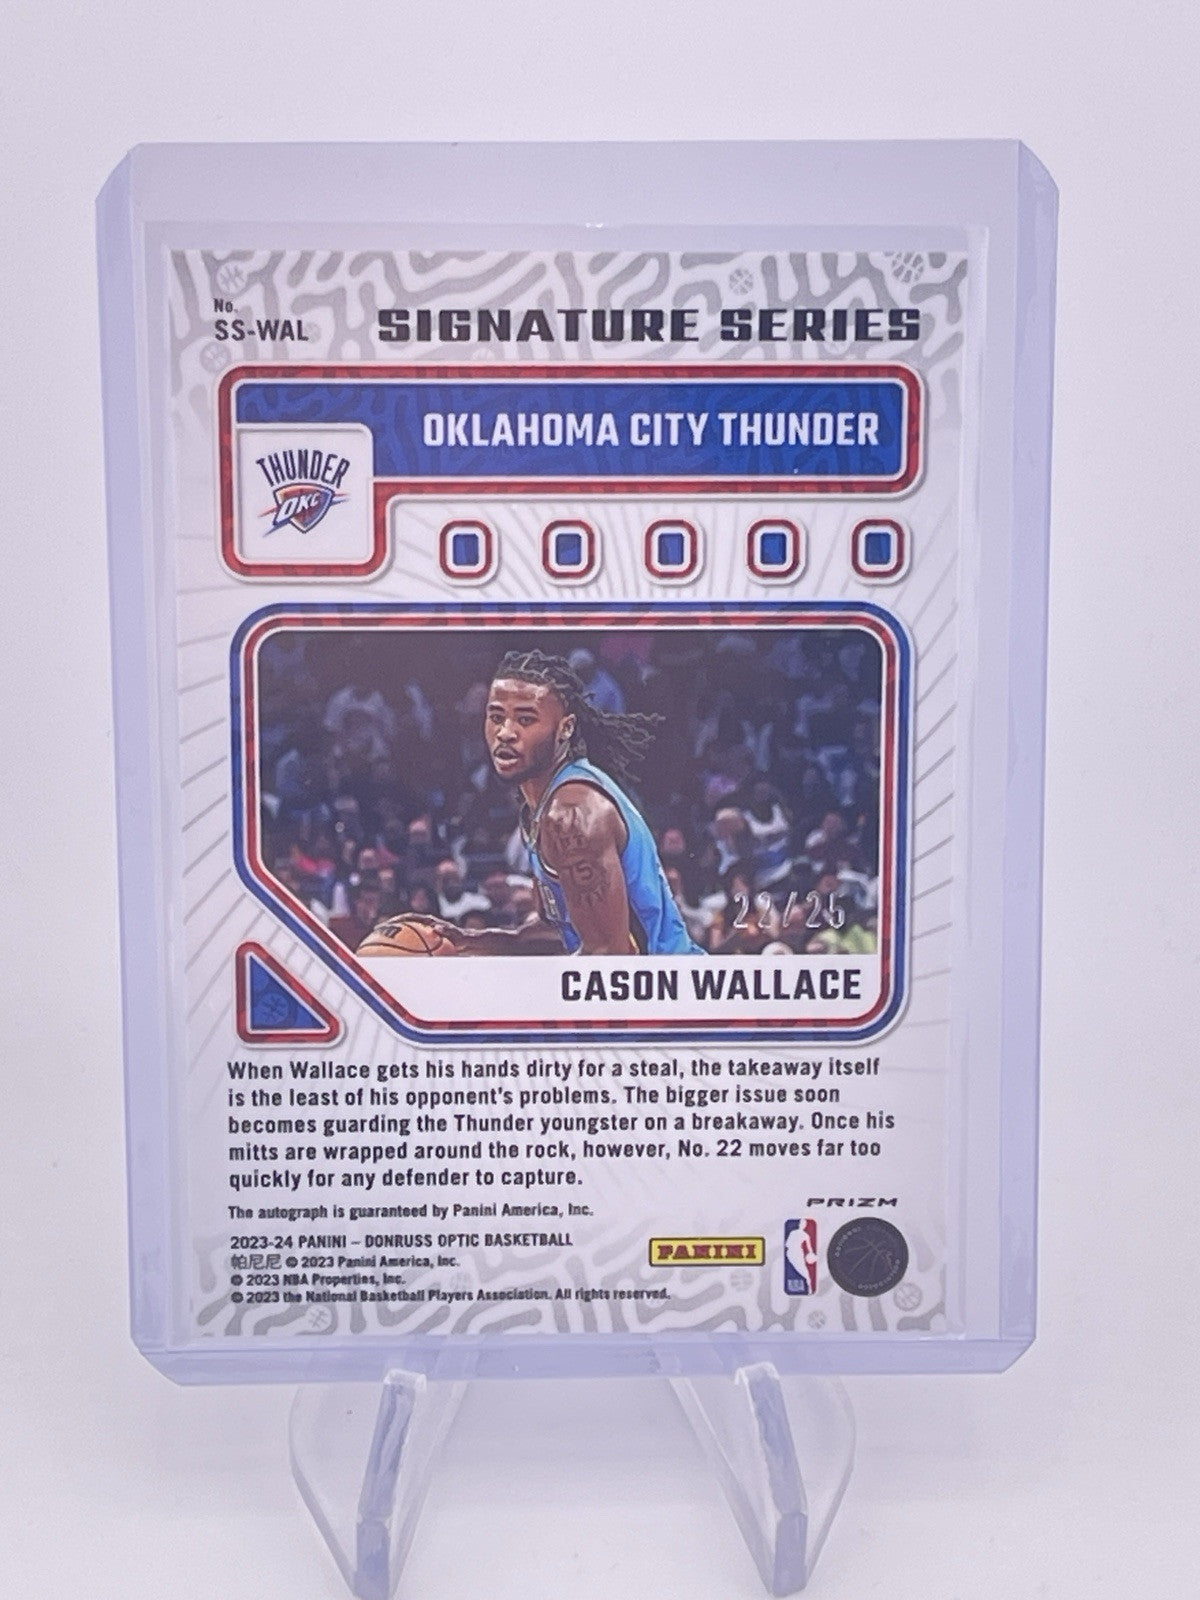 No.
SS-WAL
SIGNATURE SERIES
OKLAHOMA CITY THUNDER
THUNDER
OKC
22/25
CASON WALLACE
When Wallace gets his hands dirty for a steal, the takeaway itself
is the least of his opponent's problems. The bigger issue soon
becomes guarding the Thunder youngster on a breakaway. Once his
mitts are wrapped around the rock, however, No. 22 moves far too
quickly for any defender to capture.
The autograph is guaranteed by Panini America, Inc.
PRIZM
2023-24 PANINI – DONRUSS OPTIC BASKETBALL
帕尼尼 © 2023 Panini America, Inc.
© 2023 NBA Properties, Inc.
© 2023 the National Basketball Players Association. All rights reserved.
PANINI
NBA